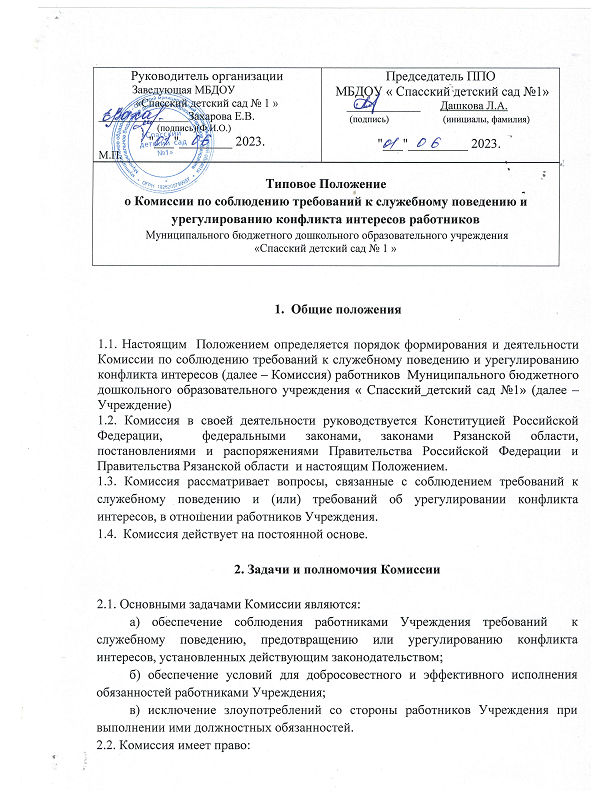 Руководитель организации
Заведующая МБДОУ
«Спасский детский сад № 1 »
Захарова Е.В.
(подпись)(Ф.И.О.)
"01" 06 2023.
М.П.
Спасский
детский сад
№1»
Председатель ППО
МБДОУ « Спасский детский сад №1»
Дашкова Л.А.
(подпись) (инициалы, фамилия)
"01" 06 2023.
Типовое Положение
о Комиссии по соблюдению требований к служебному поведению и
урегулированию конфликта интересов работников
Муниципального бюджетного дошкольного образовательного учреждения
«Спасский детский сад № 1 »
1. Общие положения
1.1. Настоящим Положением определяется порядок формирования и деятельности
Комиссии по соблюдению требований к служебному поведению и урегулированию
конфликта интересов (далее – Комиссия) работников Муниципального бюджетного
дошкольного образовательного учреждения « Спасский детский сад №1» (далее –
Учреждение)
1.2. Комиссия в своей деятельности руководствуется Конституцией Российской
Федерации, федеральными законами, законами Рязанской области,
постановлениями и распоряжениями Правительства Российской Федерации и
Правительства Рязанской области и настоящим Положением.
1.3. Комиссия рассматривает вопросы, связанные с соблюдением требований к
служебному поведению и (или) требований об урегулировании конфликта
интересов, в отношении работников Учреждения.
1.4. Комиссия действует на постоянной основе.
2. Задачи и полномочия Комиссии
2.1. Основными задачами Комиссии являются:
а) обеспечение соблюдения работниками Учреждения требований к
служебному поведению, предотвращению или урегулированию конфликта
интересов, установленных действующим законодательством;
б) обеспечение условий для добросовестного и эффективного исполнения
обязанностей работниками Учреждения;
в) исключение злоупотреблений со стороны работников Учреждения при
выполнении ими должностных обязанностей.
2.2. Комиссия имеет право: